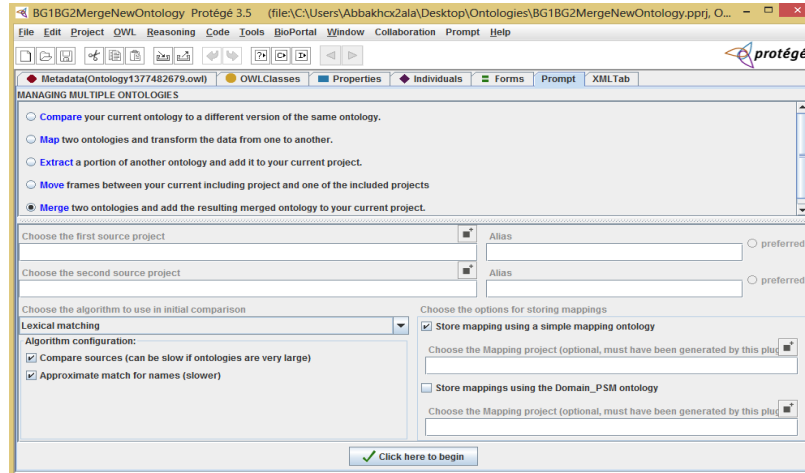 BG1BG2MergeNewOntology Protégé 3.5 (file:\C:\Users\Abbakhcx2ala\Desktop\Ontologies\BG1BG2MergeNewOntology.pprj, O...
File Edit Project OWL Reasoning Code Tools BioPortal Window Collaboration Prompt Help
protégé
Metadata(Ontology1377482679.owl) OWLClasses Properties Individuals Forms Prompt XMLTab
MANAGING MULTIPLE ONTOLOGIES
Compare your current ontology to a different version of the same ontology.
Map two ontologies and transform the data from one to another.
Extract a portion of another ontology and add it to your current project.
Move frames between your current including project and one of the included projects
Merge two ontologies and add the resulting merged ontology to your current project.
Choose the first source project Alias
preferred
Choose the second source project Alias
preferred
Choose the algorithm to use in initial comparison Choose the options for storing mappings
Lexical matching Store mapping using a simple mapping ontology
Algorithm configuration:
Compare sources (can be slow if ontologies are very large) Choose the Mapping project (optional, must have been generated by this plug
Approximate match for names (slower)
Store mappings using the Domain_PSM ontology
Choose the Mapping project (optional, must have been generated by this plug
Click here to begin